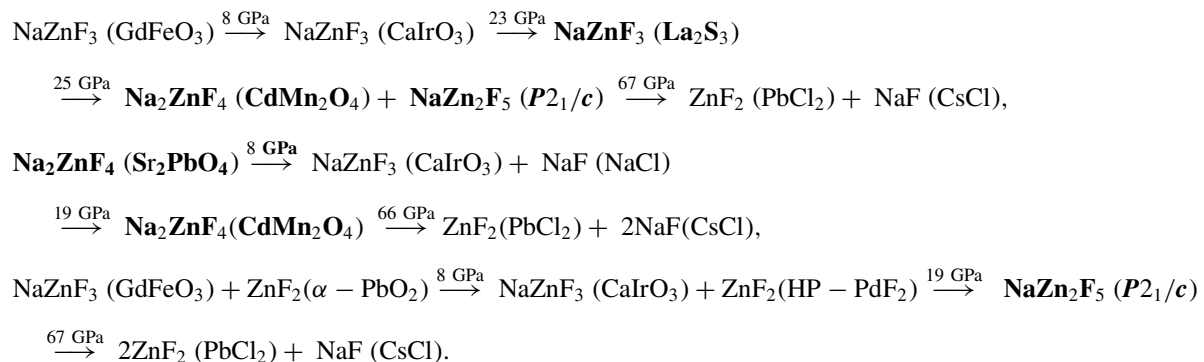 NaZnF₃ (GdFeO₃) —8 GPa→ NaZnF₃ (CaIrO₃) —23 GPa→ NaZnF₃ (La₂S₃)
—25 GPa→ Na₂ZnF₄ (CdMn₂O₄) + NaZn₂F₅ (P2₁/c) —67 GPa→ ZnF₂ (PbCl₂) + NaF (CsCl),
Na₂ZnF₄ (Sr₂PbO₄) —8 GPa→ NaZnF₃ (CaIrO₃) + NaF (NaCl)
—19 GPa→ Na₂ZnF₄(CdMn₂O₄) —66 GPa→ ZnF₂(PbCl₂) + 2NaF(CsCl),
NaZnF₃ (GdFeO₃) + ZnF₂(α − PbO₂) —8 GPa→ NaZnF₃ (CaIrO₃) + ZnF₂(HP − PdF₂) —19 GPa→ NaZn₂F₅ (P2₁/c)
—67 GPa→ 2ZnF₂ (PbCl₂) + NaF (CsCl).